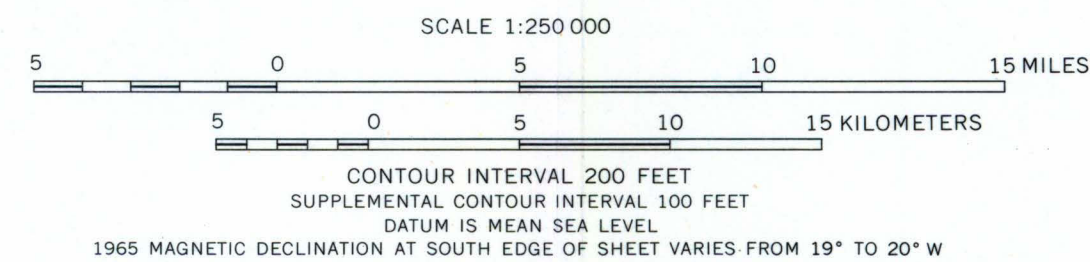 SCALE 1:250 000
5 0 5 10 15 MILES
5 0 5 10 15 KILOMETERS
CONTOUR INTERVAL 200 FEET
SUPPLEMENTAL CONTOUR INTERVAL 100 FEET
DATUM IS MEAN SEA LEVEL
1965 MAGNETIC DECLINATION AT SOUTH EDGE OF SHEET VARIES FROM 19° TO 20° W